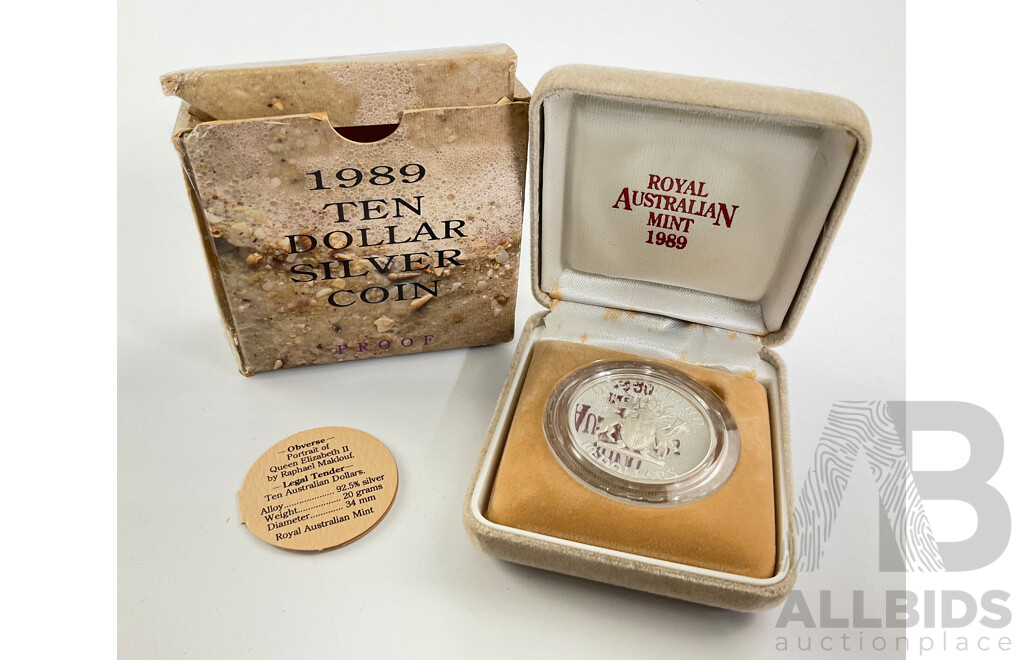 1989
TEN
DOLLAR
SILVER
COIN
PROOF
ROYAL
AUSTRALIAN
MINT
1989
—Obverse—
Portrait of
Queen Elizabeth II
by Raphael Maklouf.
—Legal Tender—
Ten Australian Dollars.
Alloy.................... 92.5% silver
Weight................. 20 grams
Diameter............. 34 mm
Royal Australian Mint
AB
ALLBIDS
auctionplace